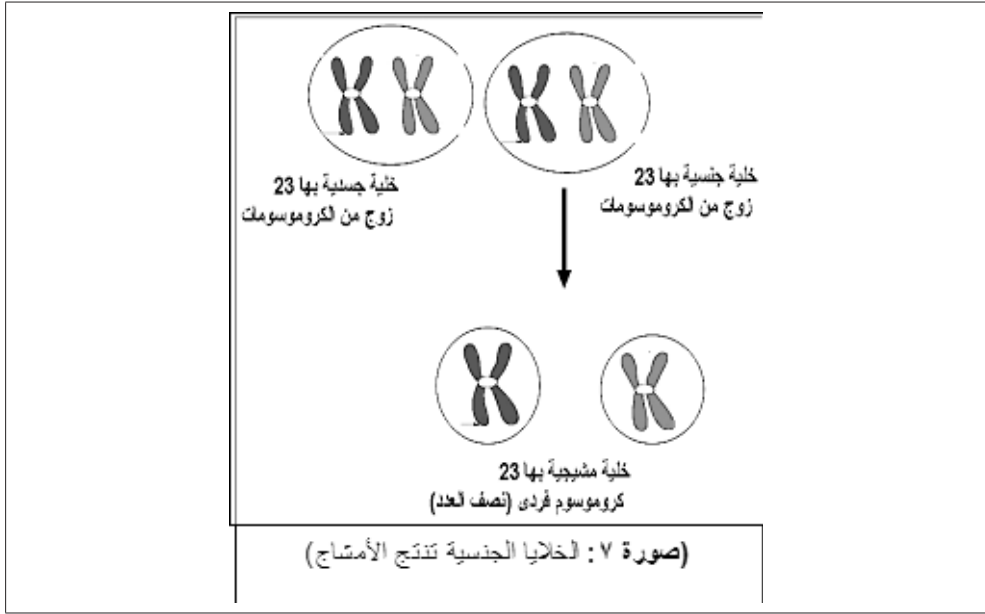 خلية جنسية بها 23
زوج من الكروموسومات
خلية جسدية بها 23
زوج من الكروموسومات
خلية مشيجية بها 23
كروموسوم فردى (نصف العدد)
(صورة ٧: الخلايا الجنسية تنتج الأمشاج)